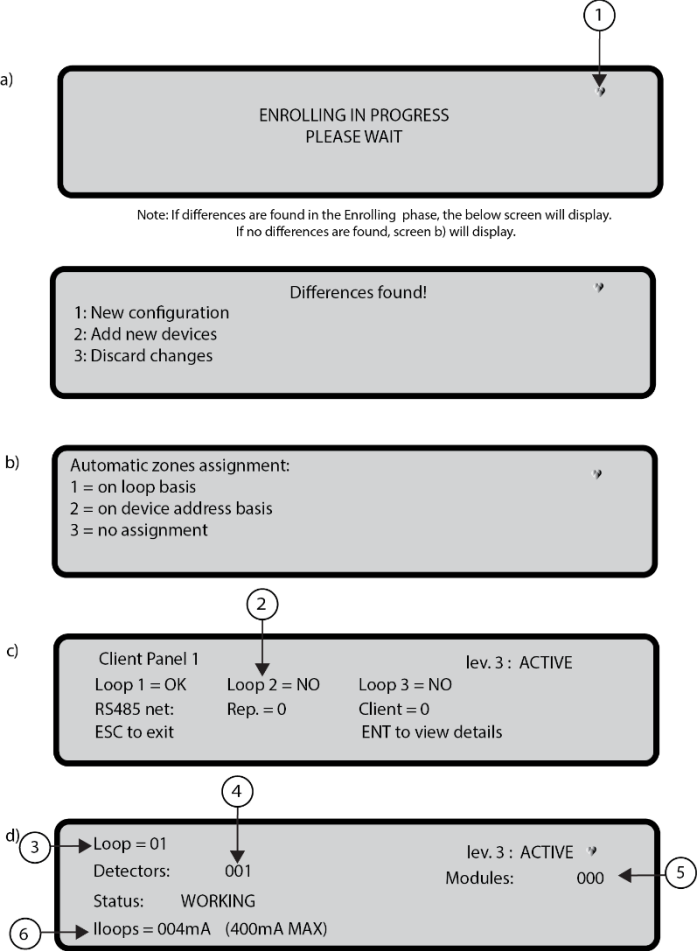 1
a)
ENROLLING IN PROGRESS
PLEASE WAIT
Note: If differences are found in the Enrolling phase, the below screen will display.
If no differences are found, screen b) will display.
Differences found!
1: New configuration
2: Add new devices
3: Discard changes
b)
Automatic zones assignment:
1 = on loop basis
2 = on device address basis
3 = no assignment
2
c)
Client Panel 1 lev. 3 : ACTIVE
Loop 1 = OK Loop 2 = NO Loop 3 = NO
RS485 net: Rep. = 0 Client = 0
ESC to exit ENT to view details
4
d)
3 Loop = 01 lev. 3 : ACTIVE
Detectors: 001 Modules: 000 5
Status: WORKING
6 Iloops = 004mA (400mA MAX)